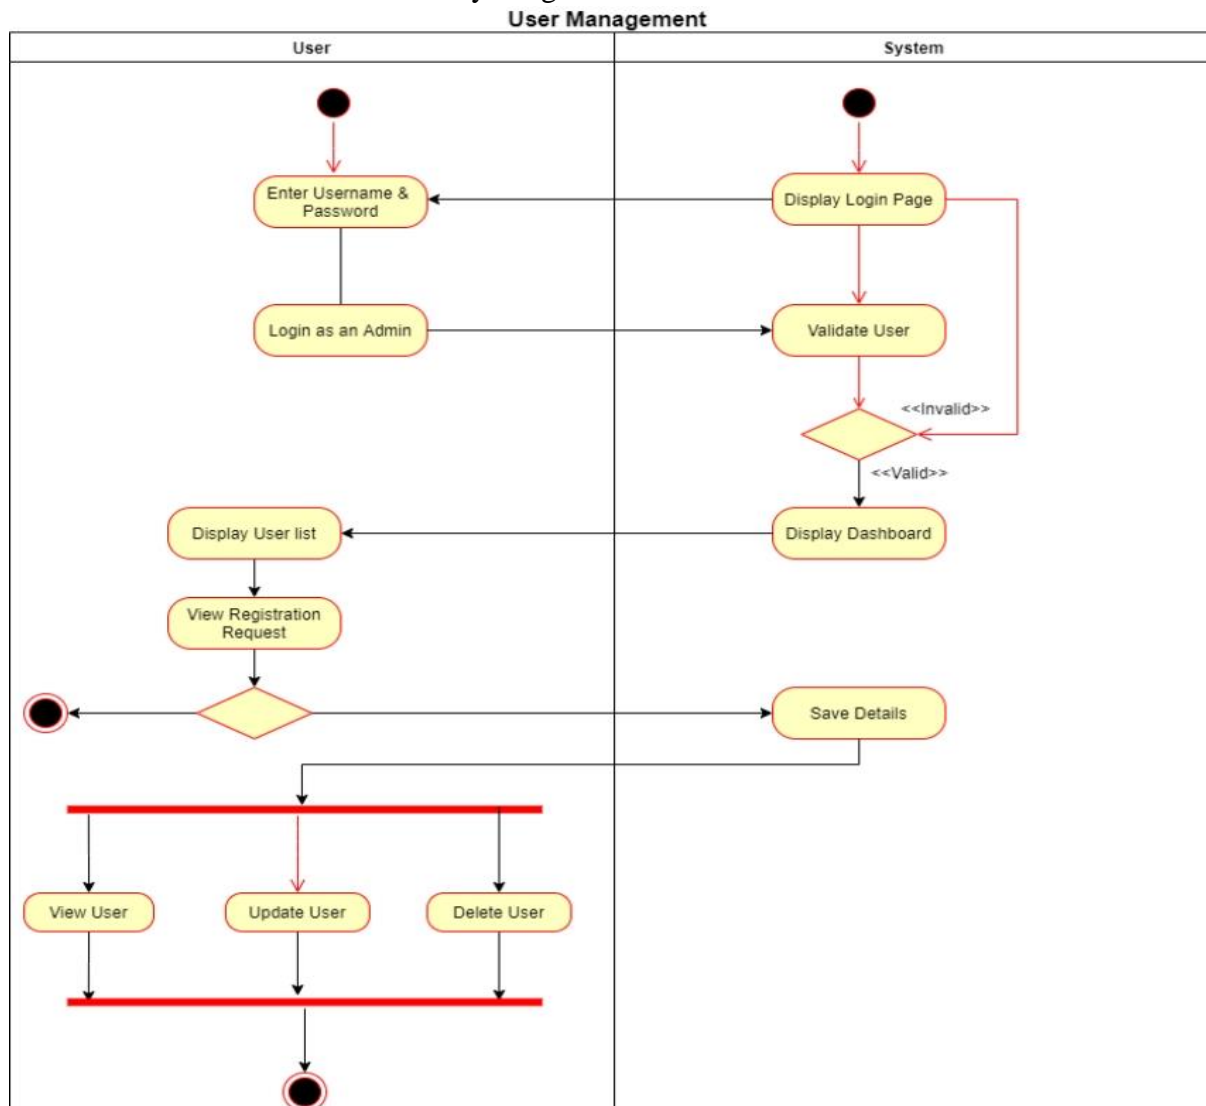 User Management
User
System
Enter Username &
Password
Display Login Page
Login as an Admin
Validate User
<<Invalid>>
<<Valid>>
Display User list
Display Dashboard
View Registration
Request
Save Details
View User
Update User
Delete User